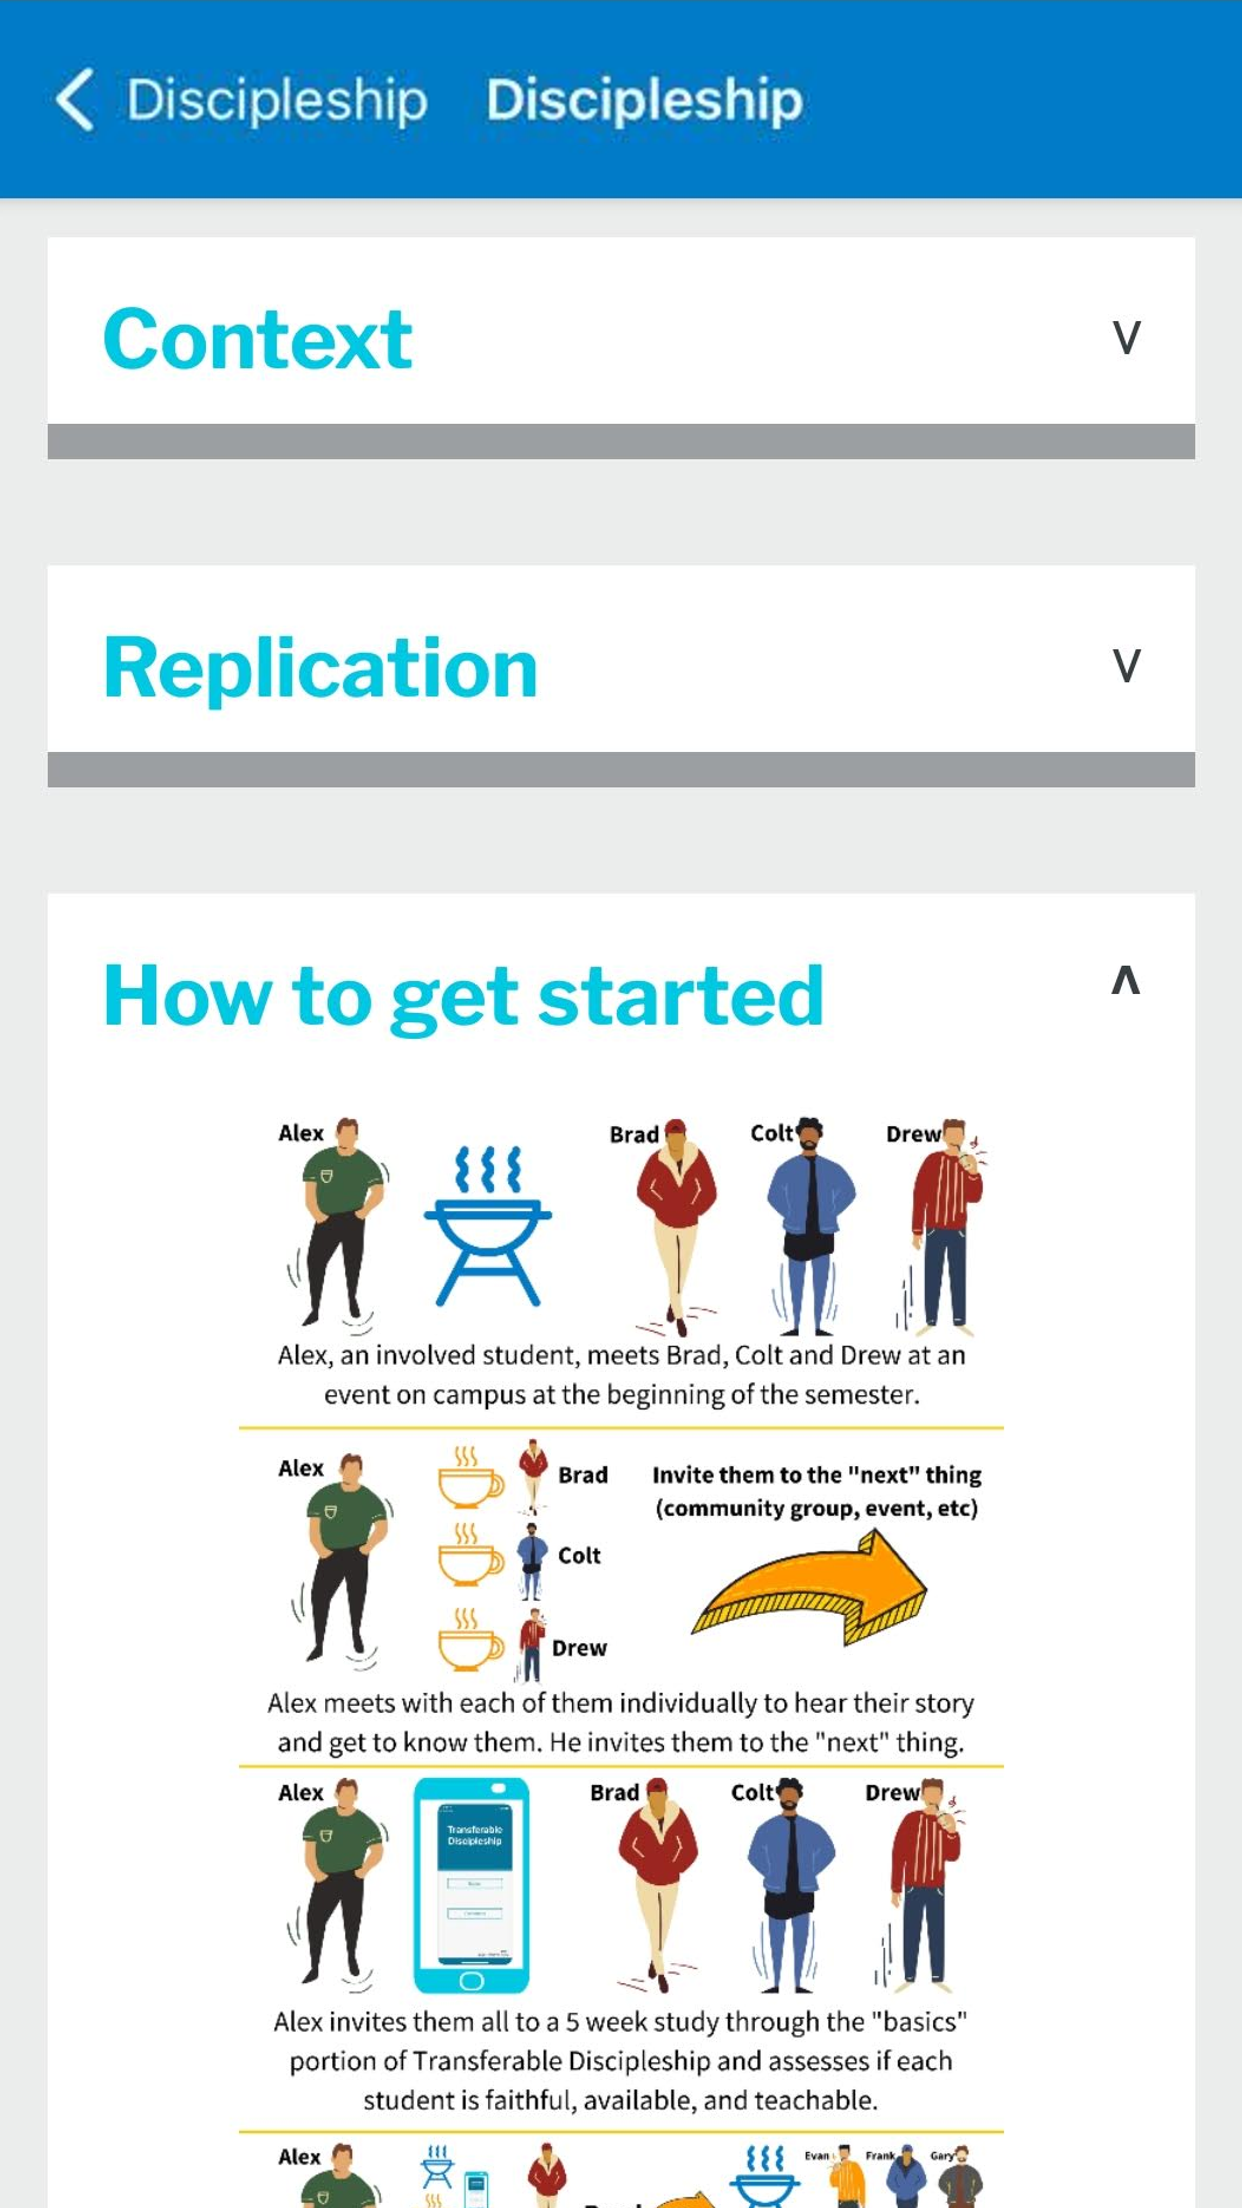 Discipleship Discipleship
Context
V
Replication
V
How to get started
Alex
Brad
Colt
Drew
Alex, an involved student, meets Brad, Colt and Drew at an
event on campus at the beginning of the semester.
Alex
Brad
Colt
Drew
Invite them to the "next" thing
(community group, event, etc)
Alex meets with each of them individually to hear their story
and get to know them. He invites them to the "next" thing.
Alex
Transferable
Discipleship
Brad
Colt
Drew
Alex invites them all to a 5 week study through the "basics"
portion of Transferable Discipleship and assesses if each
student is faithful, available, and teachable.
Alex
Evan
Frank
Gary